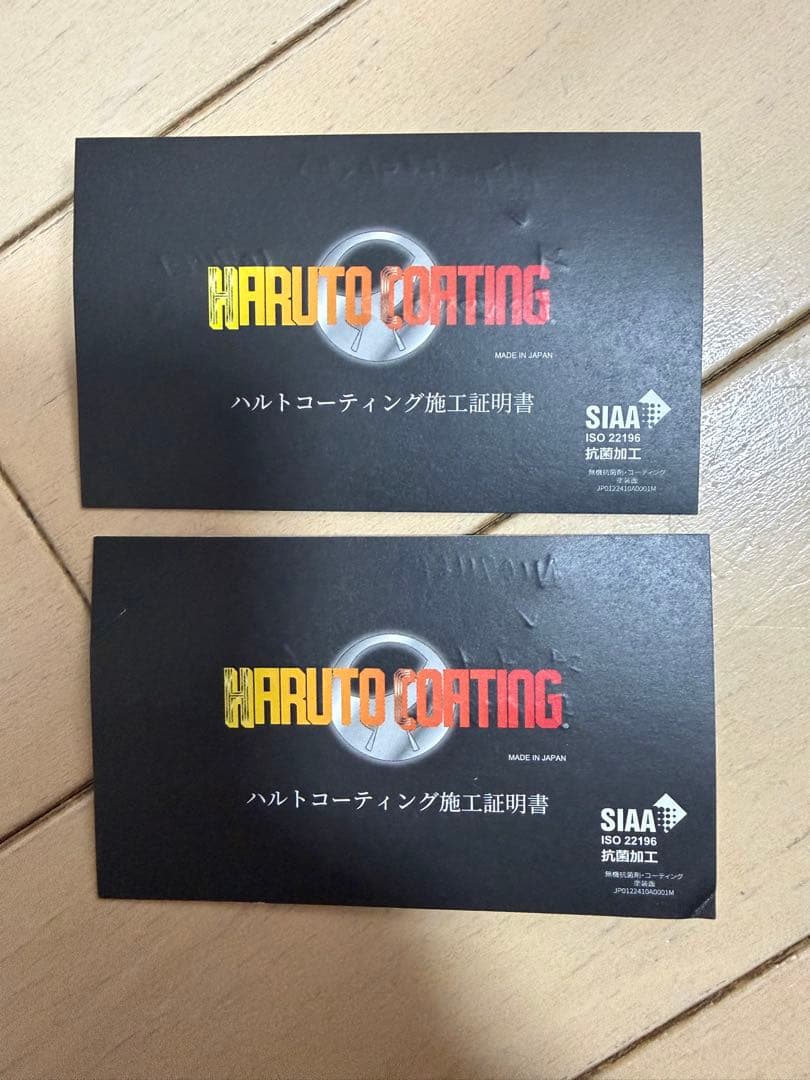 HARUTO COATING
MADE IN JAPAN
ハルトコーティング施工証明書
SIAA
ISO 22196
抗菌加工
無機抗菌剤・コーティング
塗装面
JP0122410A0001M
HARUTO COATING
MADE IN JAPAN
ハルトコーティング施工証明書
SIAA
ISO 22196
抗菌加工
無機抗菌剤・コーティング
塗装面
JP0122410A0001M